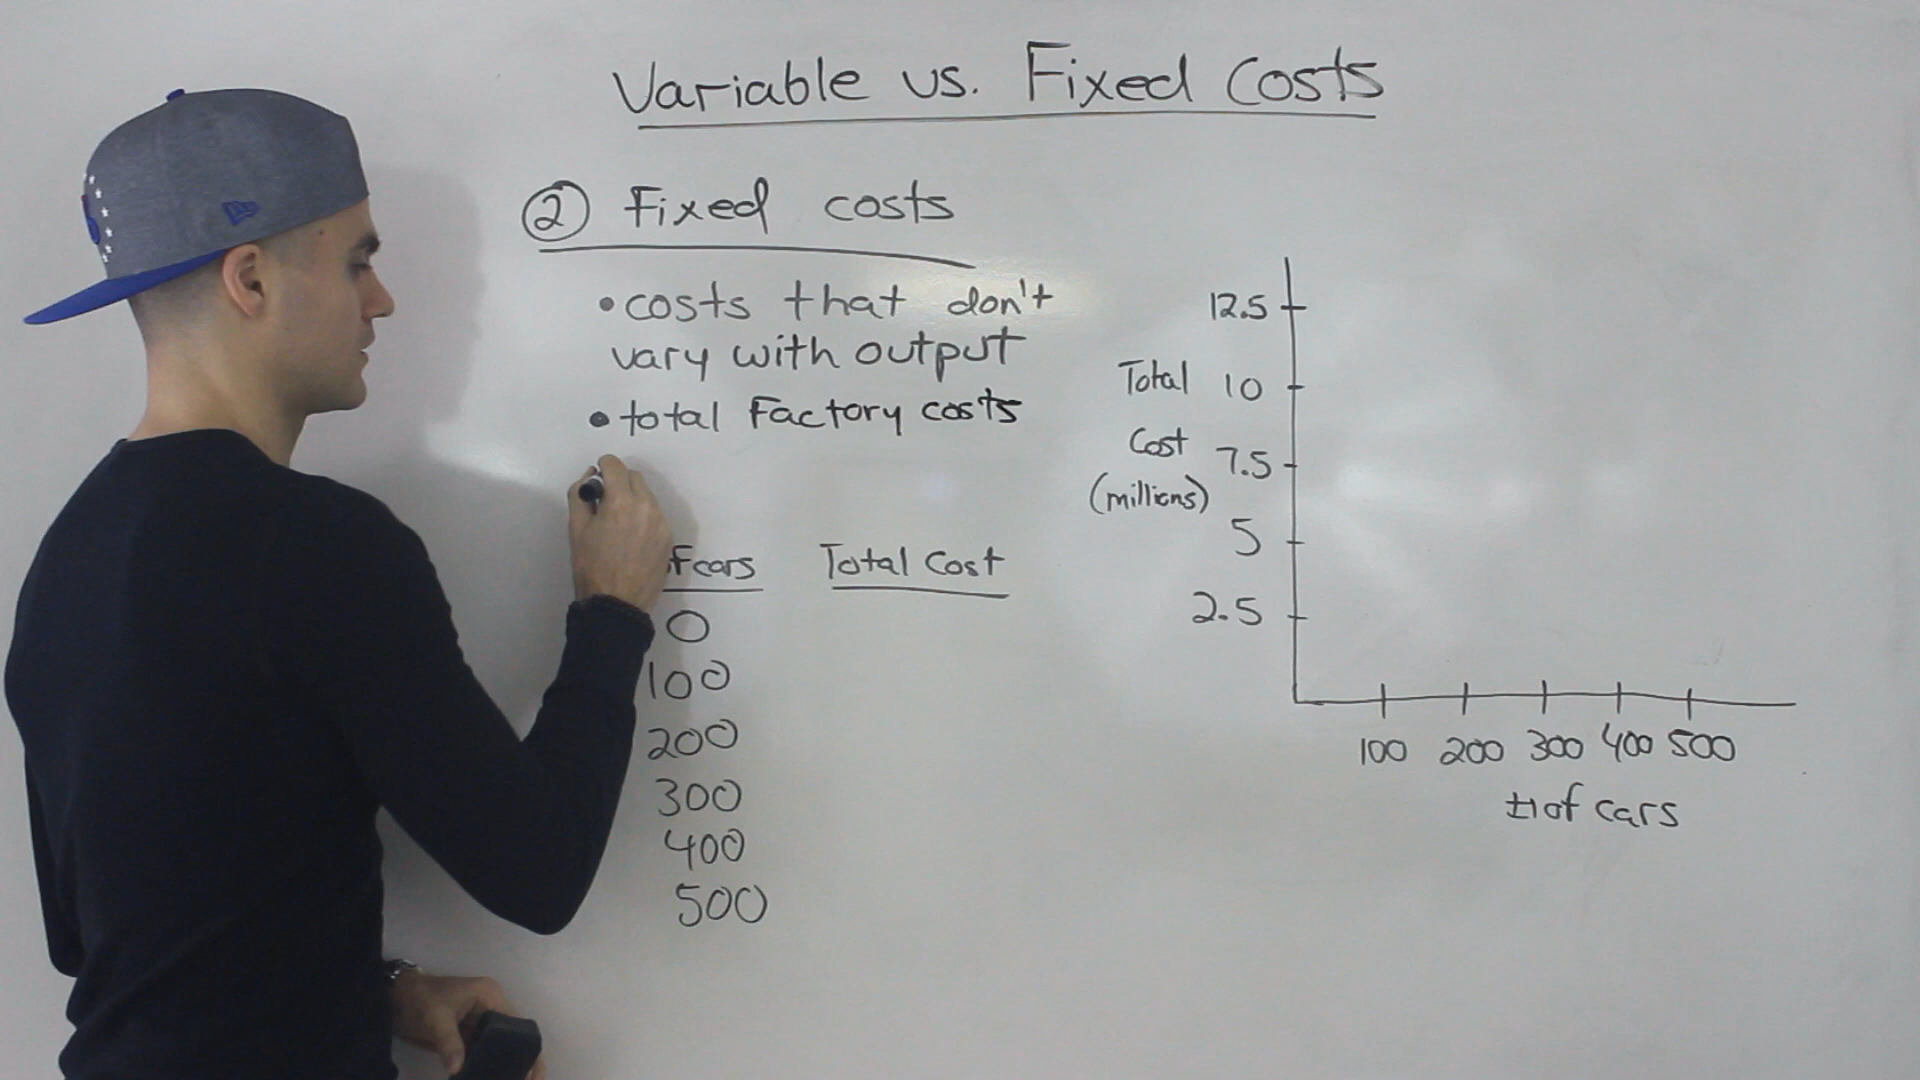 Variable vs. Fixed Costs
② Fixed costs
• costs that don't
vary with output
• total Factory costs
f cars Total Cost
0
100
200
300
400
500
12.5
Total 10
Cost 7.5
(millions)
5
2.5
100 200 300 400 500
# of cars